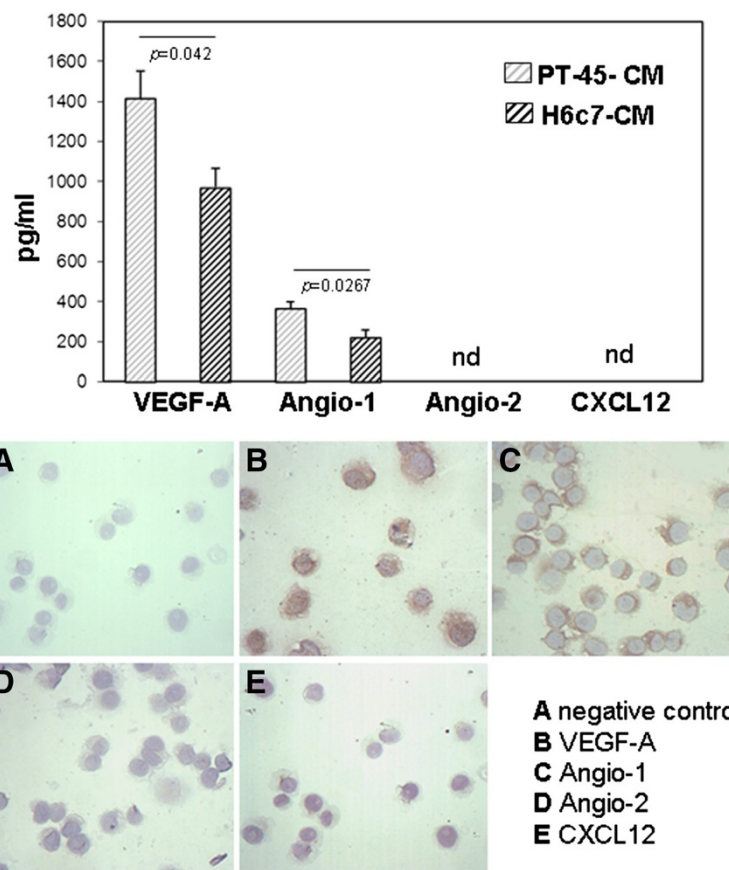 1800
1600
1400
1200
1000
800
600
400
200
0
pg/ml
p=0.042
p=0.0267
PT-45- CM
H6c7-CM
nd
nd
VEGF-A Angio-1 Angio-2 CXCL12
A
B
C
D
E
A negative contro
B VEGF-A
C Angio-1
D Angio-2
E CXCL12